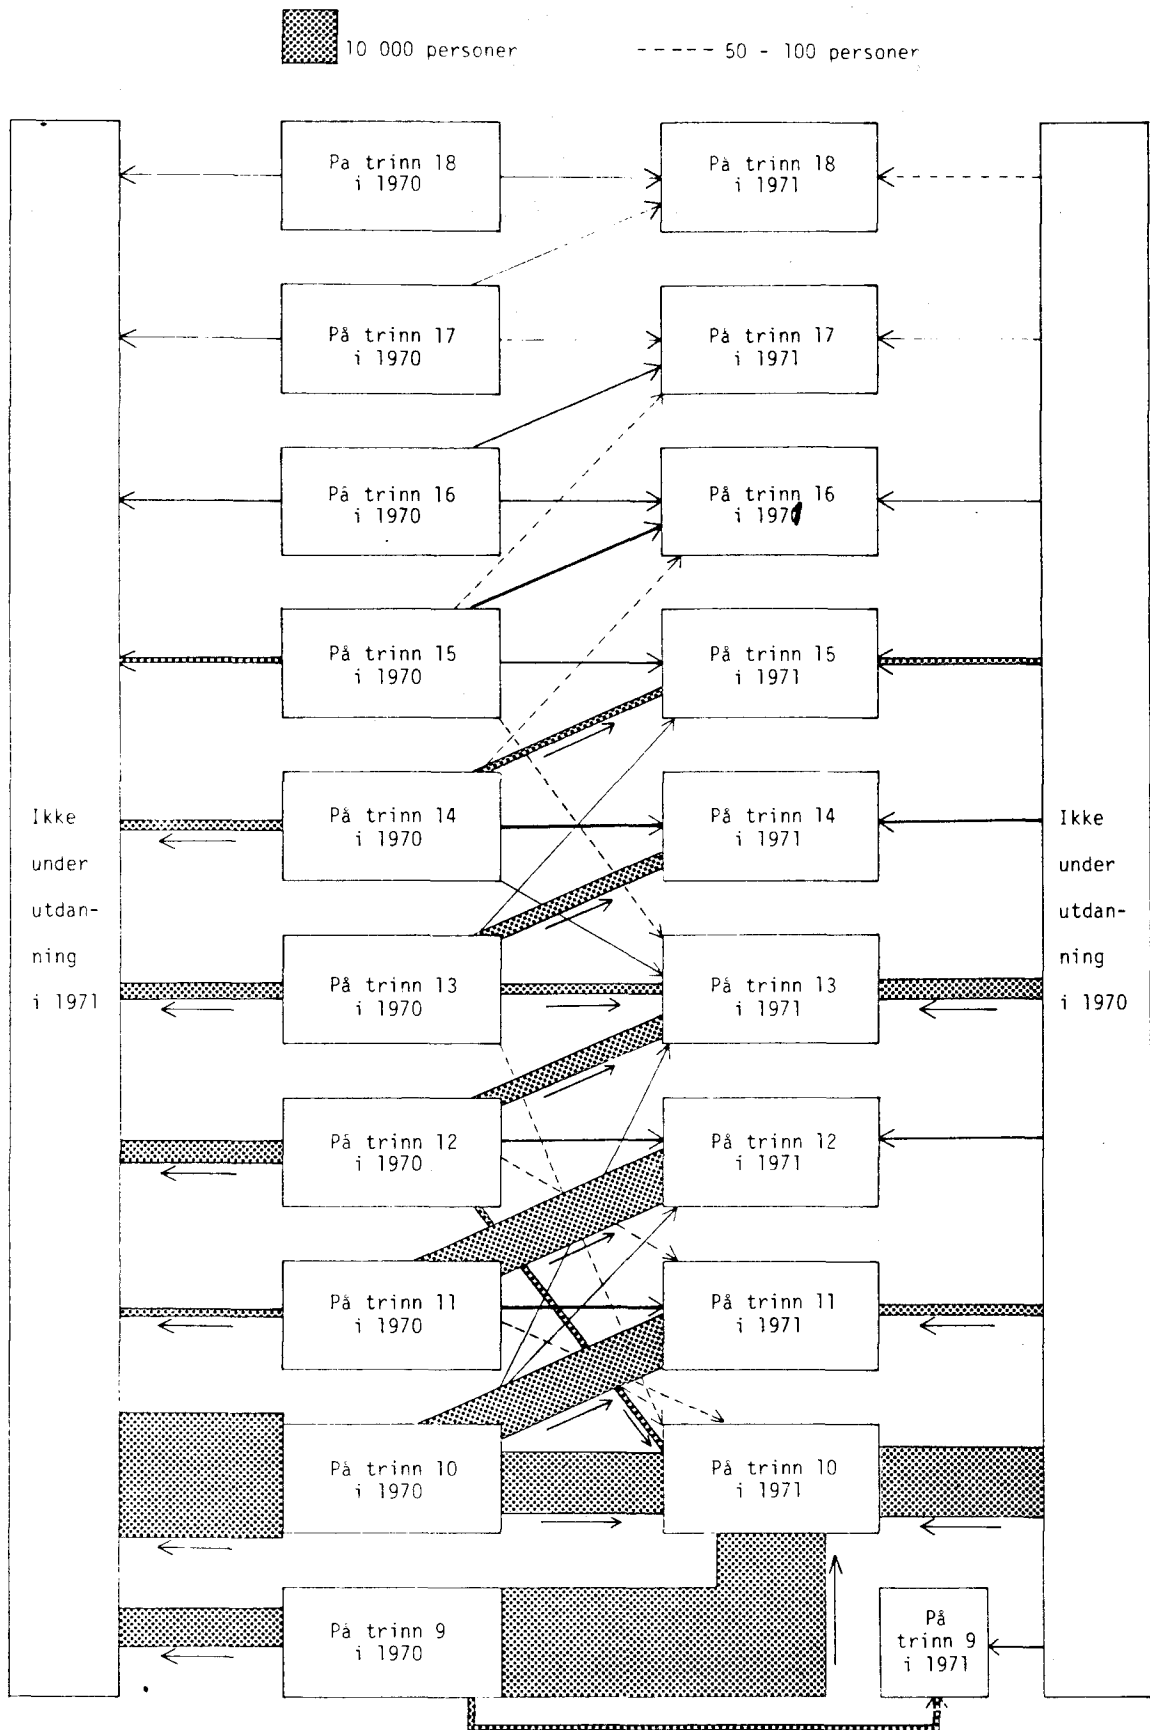 10 000 personer
50 - 100 personer
Pa trinn 18
i 1970
På trinn 18
i 1971
På trinn 17
i 1970
På trinn 17
i 1971
På trinn 16
i 1970
På trinn 16
i 1971
På trinn 15
i 1970
På trinn 15
i 1971
På trinn 14
i 1970
På trinn 14
i 1971
Ikke
under
utdan-
ning
i 1971
Ikke
under
utdan-
ning
i 1970
På trinn 13
i 1970
På trinn 13
i 1971
På trinn 12
i 1970
På trinn 12
i 1971
På trinn 11
i 1970
På trinn 11
i 1971
På trinn 10
i 1970
På trinn 10
i 1971
På trinn 9
i 1970
På
trinn 9
i 1971